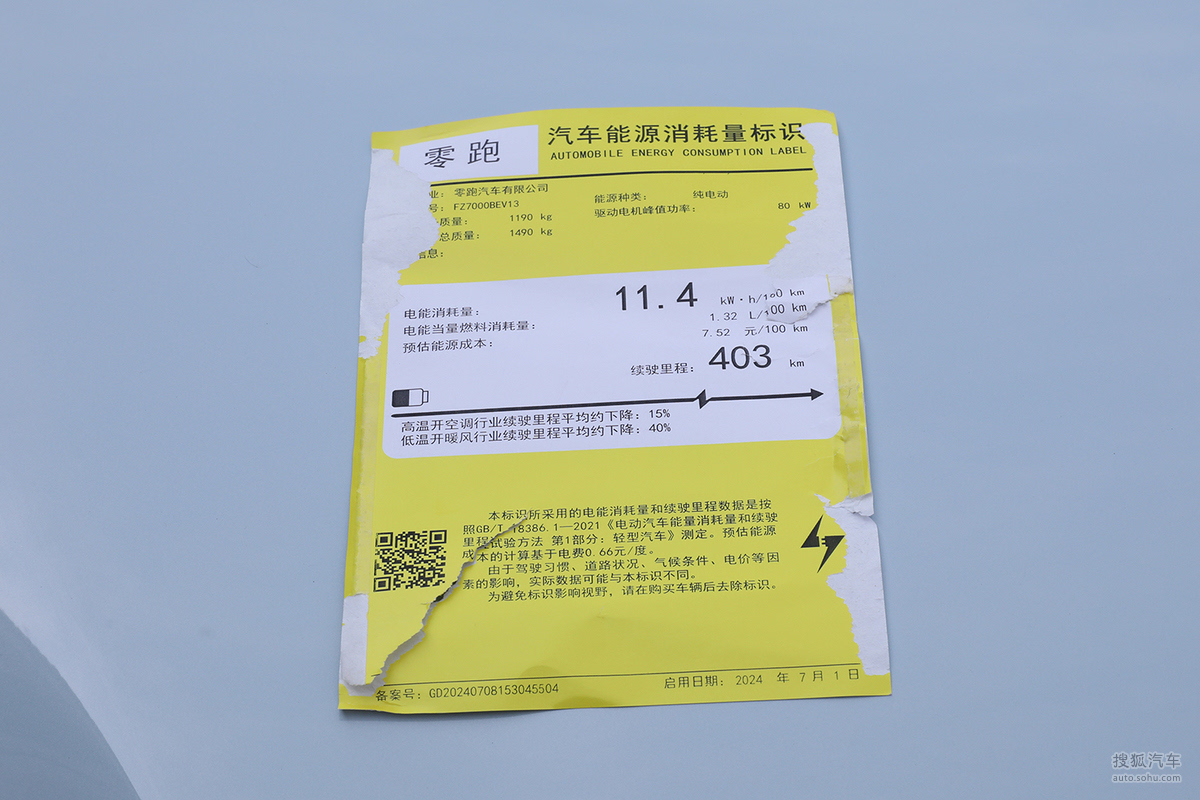 零跑
汽车能源消耗量标识
AUTOMOBILE ENERGY CONSUMPTION LABEL
业: 零跑汽车有限公司
号: FZ7000BEV13
质量: 1190 kg
总质量: 1490 kg
信息:
能源种类: 纯电动
驱动电机峰值功率: 80 kW
电能消耗量: 11.4 kW·h/100 km
电能当量燃料消耗量: 1.32 L/100 km
预估能源成本: 7.52 元/100 km
续驶里程: 403 km
高温开空调行业续驶里程平均约下降: 15%
低温开暖风行业续驶里程平均约下降: 40%
本标识所采用的电能消耗量和续驶里程数据是按
照GB/T 18386.1—2021《电动汽车能量消耗量和续驶
里程试验方法 第1部分: 轻型汽车》测定。预估能源
成本的计算基于电费0.66元/度。
由于驾驶习惯、道路状况、气候条件、电价等因
素的影响, 实际数据可能与本标识不同。
为避免标识影响视野, 请在购买车辆后去除标识。
备案号: GD20240708153045504
启用日期: 2024 年 7 月 1 日
搜狐汽车
auto.sohu.com